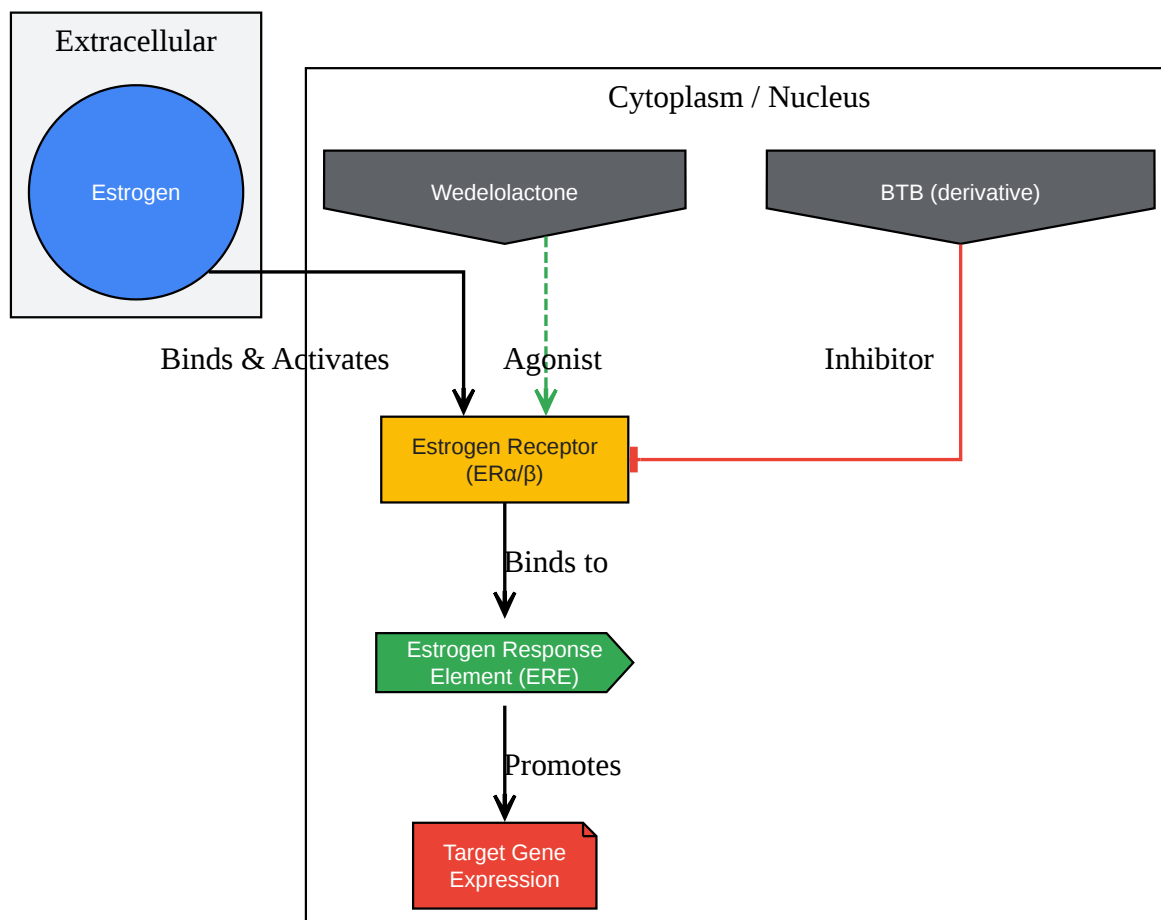 Extracellular
Cytoplasm / Nucleus
Estrogen
Wedelolactone
BTB (derivative)
Binds & Activates
Agonist
Inhibitor
Estrogen Receptor
(ERα/β)
Binds to
Estrogen Response
Element (ERE)
Promotes
Target Gene
Expression